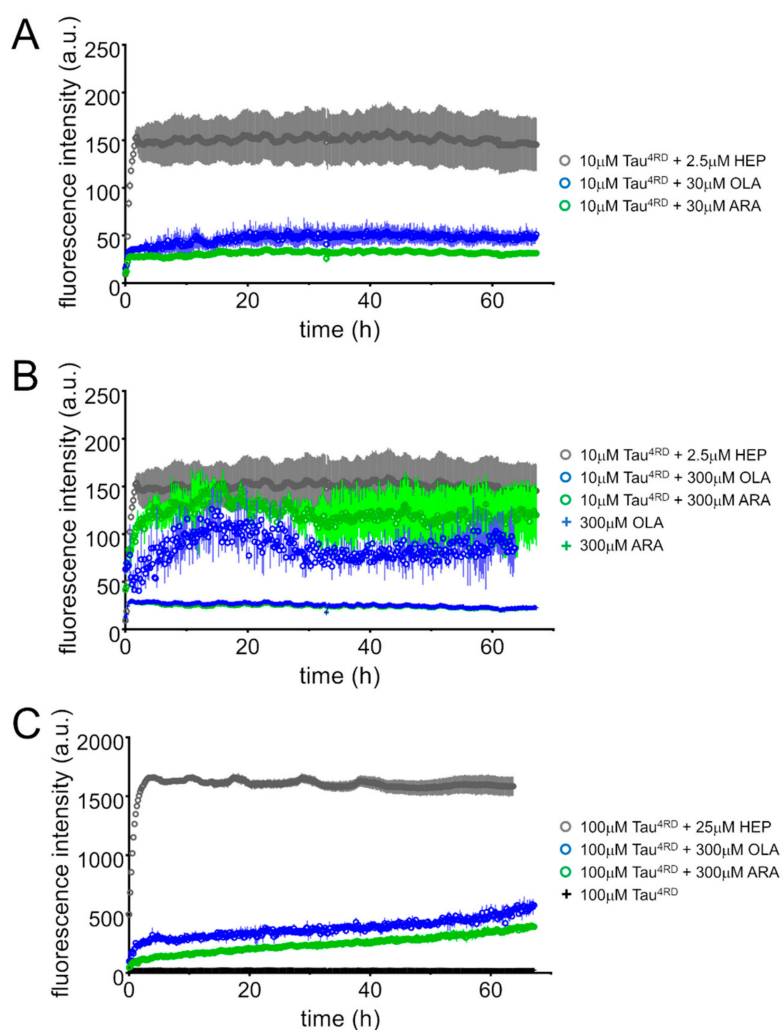 A
fluorescence intensity (a.u.)
250
200
150
100
50
0
0 20 40 60
time (h)
10μM Tau4RD + 2.5μM HEP
10μM Tau4RD + 30μM OLA
10μM Tau4RD + 30μM ARA
B
fluorescence intensity (a.u.)
250
200
150
100
50
0
0 20 40 60
time (h)
10μM Tau4RD + 2.5μM HEP
10μM Tau4RD + 300μM OLA
10μM Tau4RD + 300μM ARA
300μM OLA
300μM ARA
C
fluorescence intensity (a.u.)
2000
1500
1000
500
0
0 20 40 60
time (h)
100μM Tau4RD + 25μM HEP
100μM Tau4RD + 300μM OLA
100μM Tau4RD + 300μM ARA
100μM Tau4RD